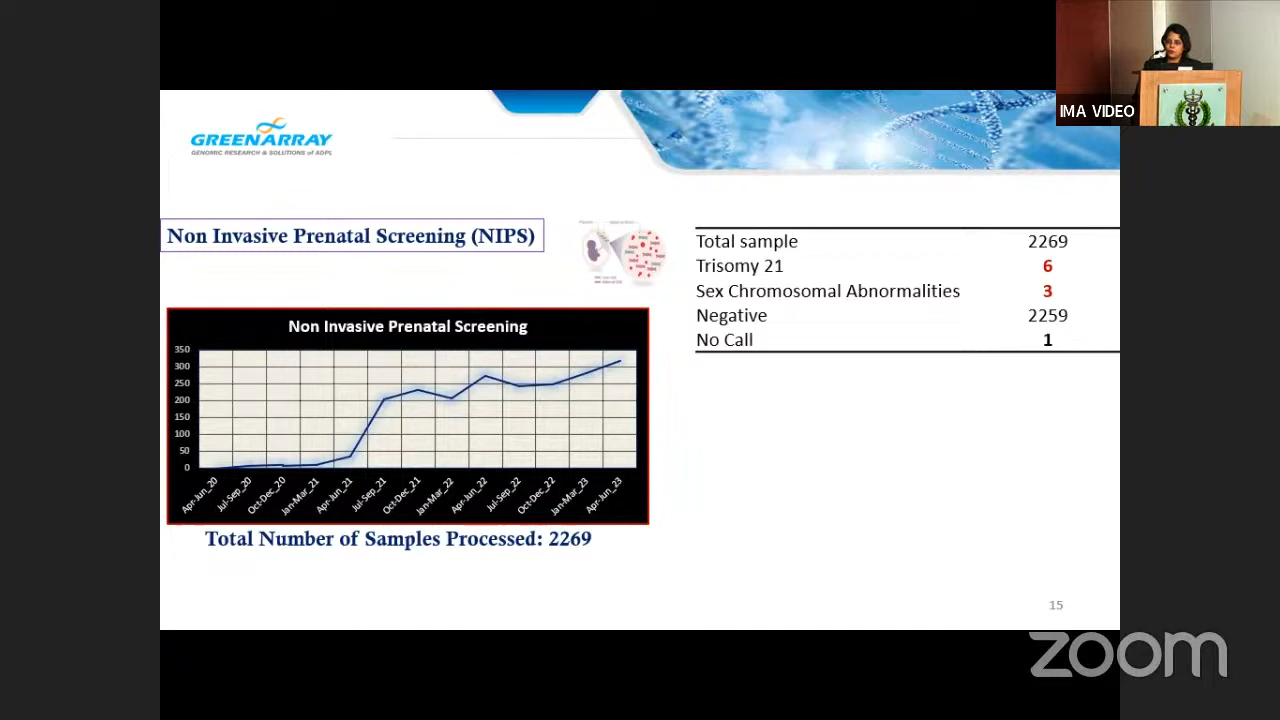 IMA VIDEO
GREENARRAY
GENOMIC RESEARCH & SOLUTIONS of ADPL
Non Invasive Prenatal Screening (NIPS)
Total sample 2269
Trisomy 21 6
Sex Chromosomal Abnormalities 3
Negative 2259
No Call 1
Non Invasive Prenatal Screening
350
300
250
200
150
100
50
0
Apr-Jun_20
Jul-Sep_20
Oct-Dec_20
Jan-Mar_21
Apr-Jun_21
Jul-Sep_21
Oct-Dec_21
Jan-Mar_22
Apr-Jun_22
Jul-Sep_22
Oct-Dec_22
Jan-Mar_23
Apr-Jun_23
Total Number of Samples Processed: 2269
15
zoom